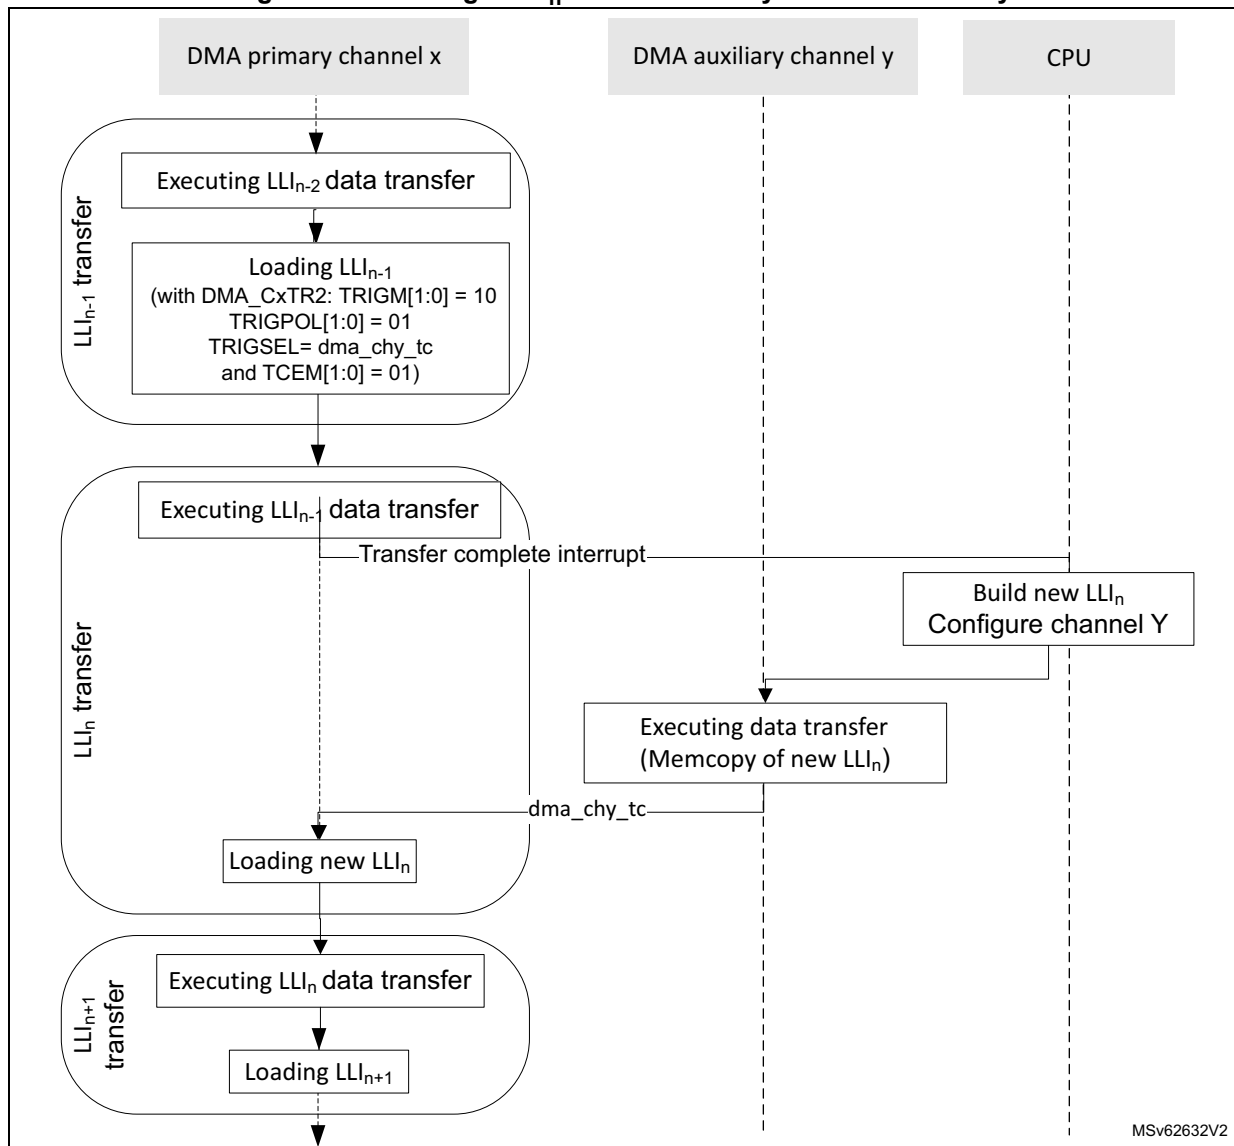 DMA primary channel x
DMA auxiliary channel y
CPU
LLIn-1 transfer
Executing LLIn-2 data transfer
Loading LLIn-1
(with DMA_CxTR2: TRIGM[1:0] = 10
TRIGPOL[1:0] = 01
TRIGSEL= dma_chy_tc
and TCEM[1:0] = 01)
LLIn transfer
Executing LLIn-1 data transfer
Transfer complete interrupt
Build new LLIn
Configure channel Y
Executing data transfer
(Memcopy of new LLIn)
dma_chy_tc
Loading new LLIn
LLIn+1
transfer
Executing LLIn data transfer
Loading LLIn+1
MSv62632V2